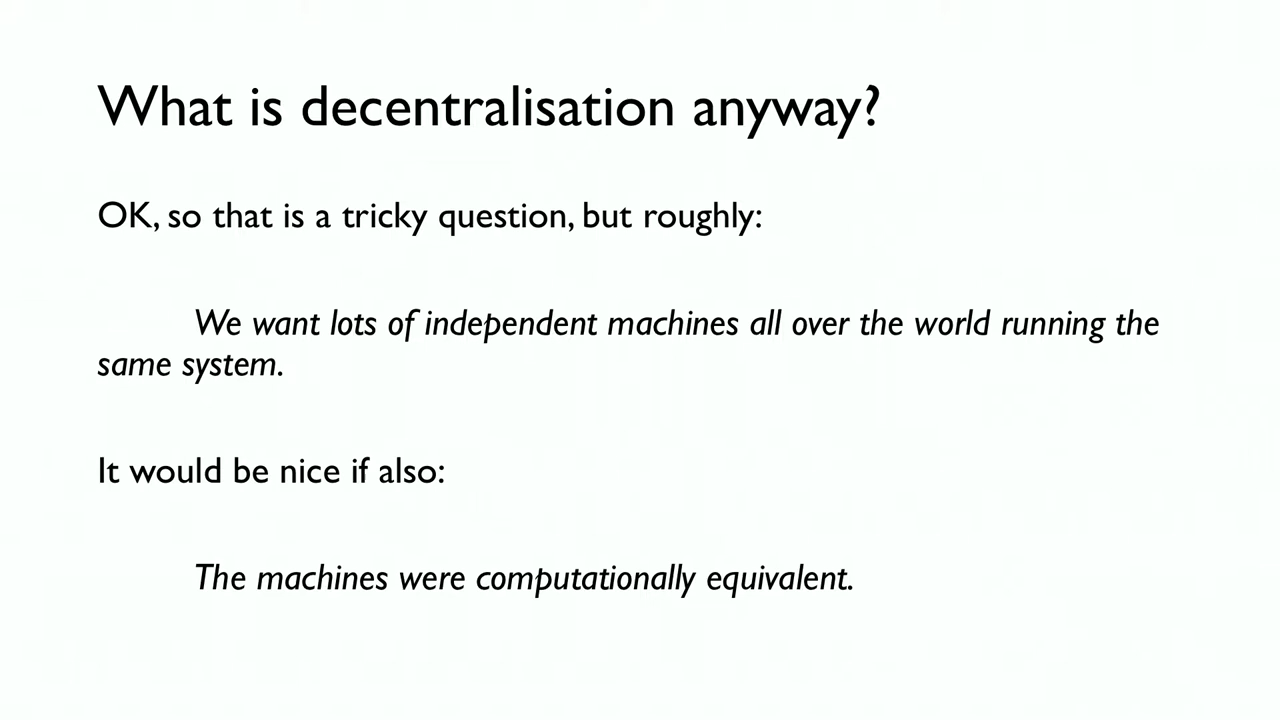 What is decentralisation anyway?
OK, so that is a tricky question, but roughly:
We want lots of independent machines all over the world running the
same system.
It would be nice if also:
The machines were computationally equivalent.